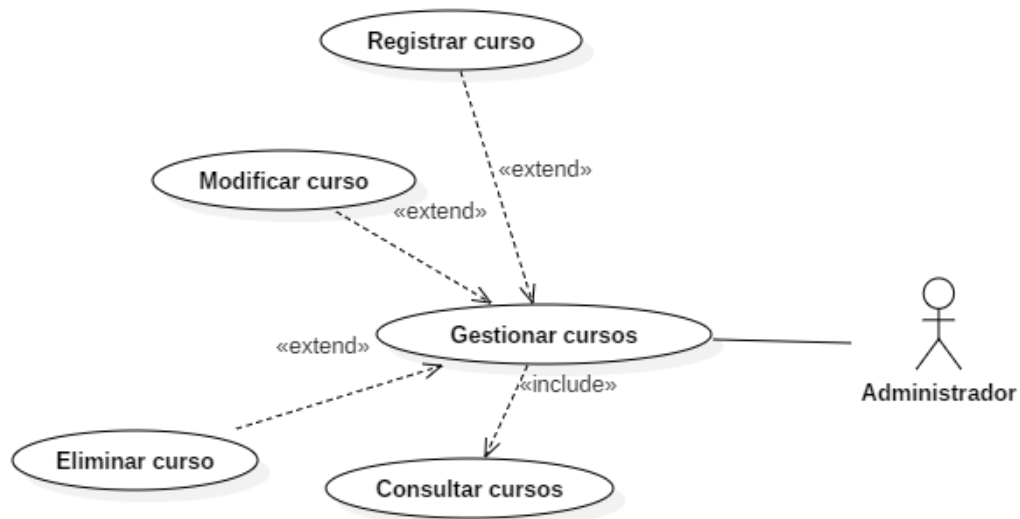 Registrar curso
«extend»
Modificar curso
«extend»
Gestionar cursos
«extend»
«include»
Administrador
Eliminar curso
Consultar cursos